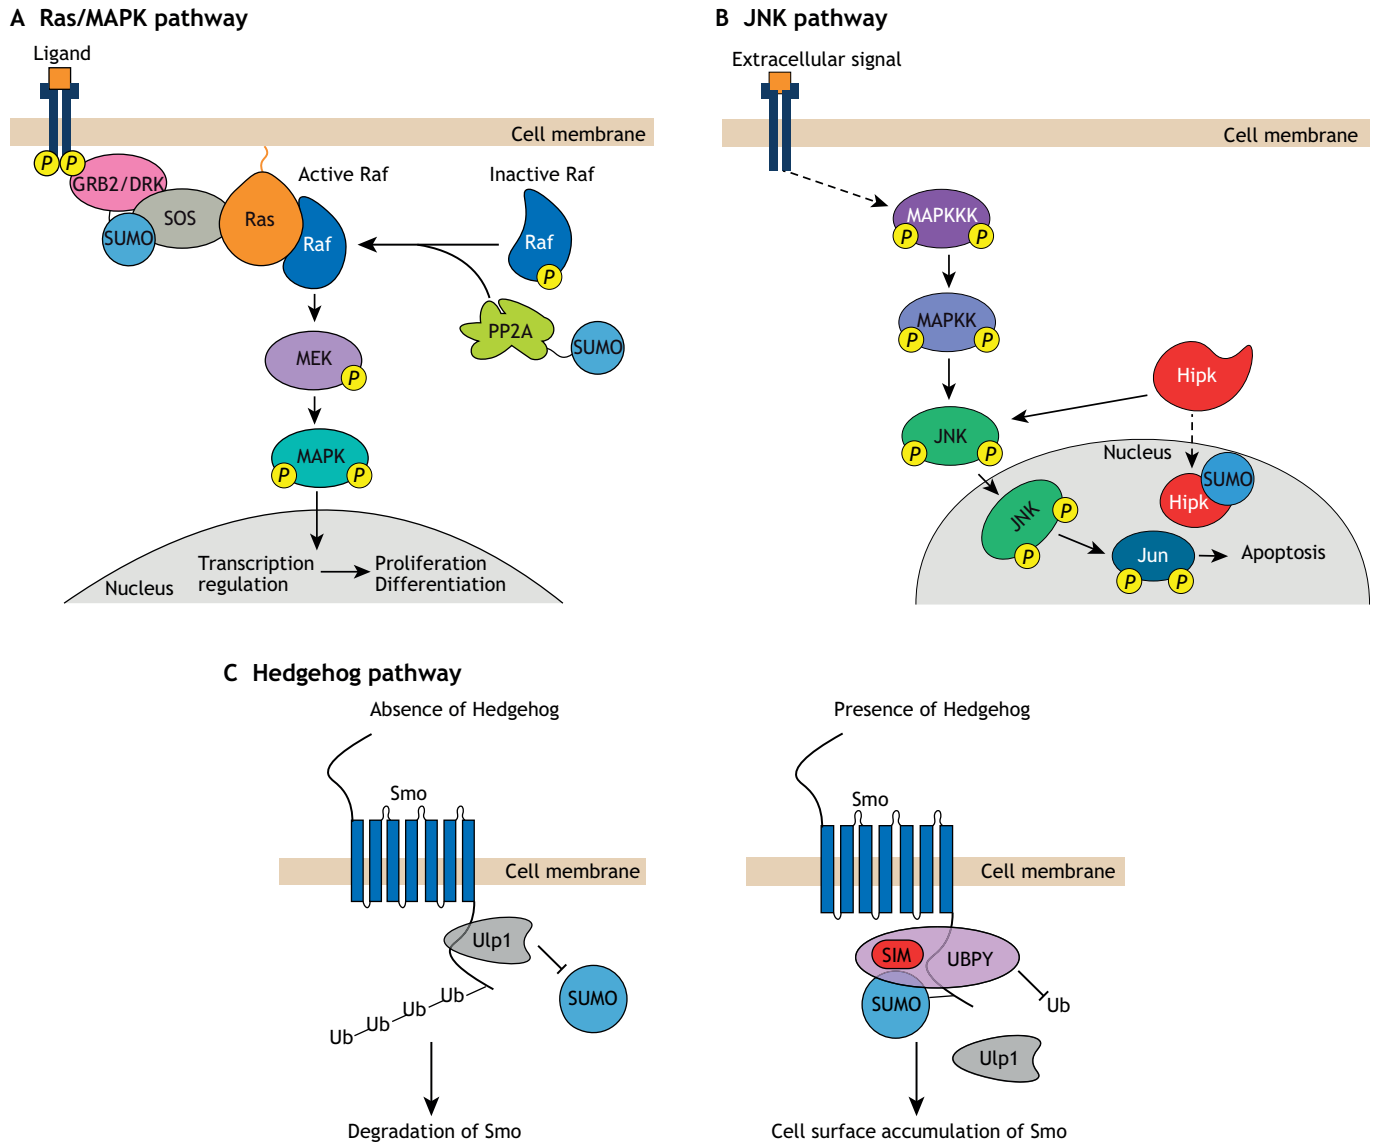 A Ras/MAPK pathway
Ligand
Cell membrane
P
P
GRB2/DRK
SUMO
SOS
Ras
Active Raf
Raf
Inactive Raf
Raf
P
PP2A
SUMO
MEK
P
MAPK
P
P
Nucleus
Transcription
regulation
Proliferation
Differentiation
B JNK pathway
Extracellular signal
Cell membrane
MAPKKK
P
P
MAPKK
P
P
JNK
P
P
Hipk
Nucleus
SUMO
Hipk
JNK
P
P
Jun
P
P
Apoptosis
C Hedgehog pathway
Absence of Hedgehog
Smo
Cell membrane
Ulp1
SUMO
Ub
Ub
Ub
Ub
Degradation of Smo
Presence of Hedgehog
Smo
Cell membrane
SIM
UBPY
SUMO
Ub
Ulp1
Cell surface accumulation of Smo